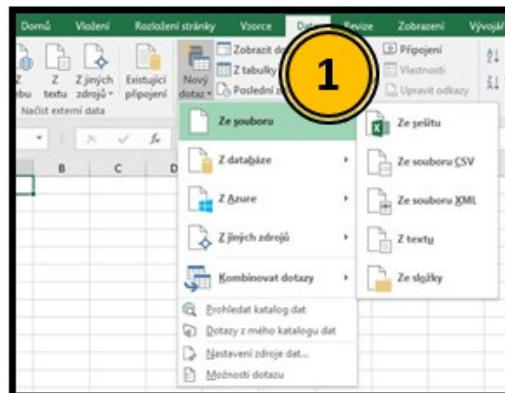 Domů Vložení Rozložení stránky Vzorce Revize Zobrazení
Z Z jiných Existující Nový
textu zdrojů připojení dotaz
Zobrazit
Z tabulky
Poslední
Připojení
Vlastnosti
Upravit odkazy
Načíst externí data
1
fx
B C D
Ze souboru
Z databáze
Z Azure
Z jiných zdrojů
Kombinovat dotazy
Prohledat katalog dat
Dotazy z mého katalogu dat
Nastavení zdroje dat...
Možnosti dotazu
Ze sešitu
Ze souboru CSV
Ze souboru XML
Z textu
Ze složky